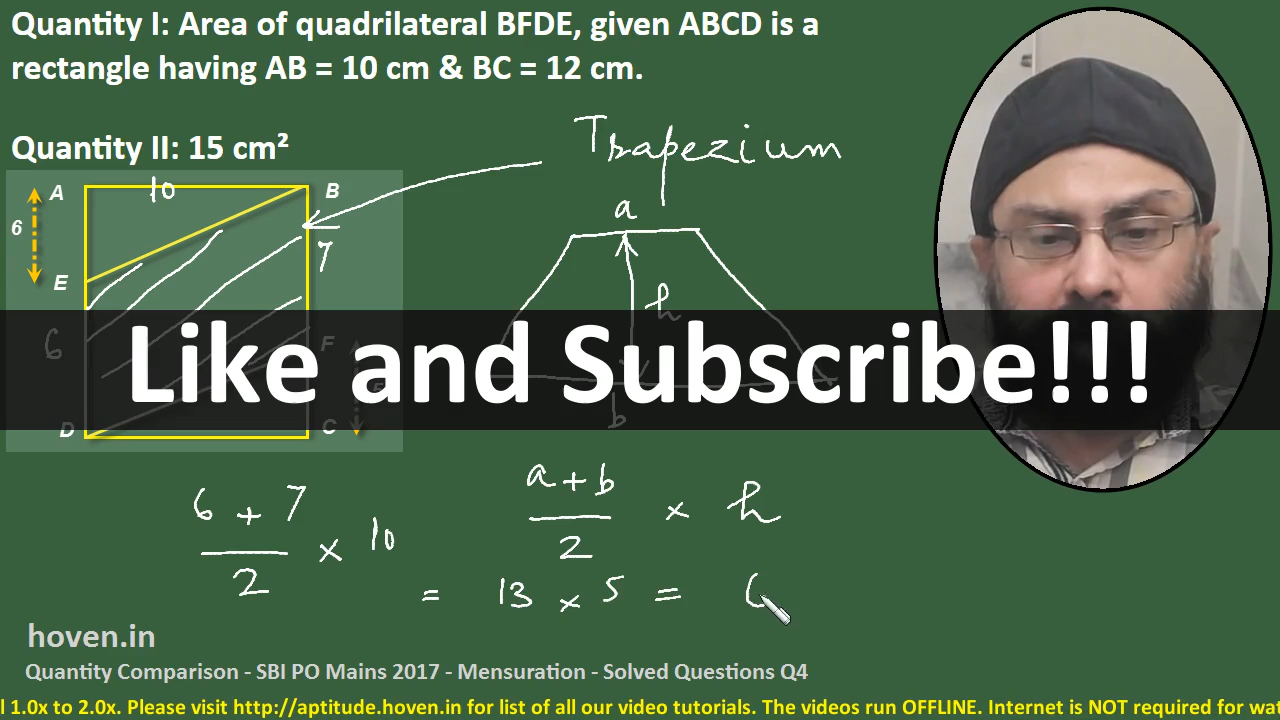 Quantity I: Area of quadrilateral BFDE, given ABCD is a
rectangle having AB = 10 cm & BC = 12 cm.
Quantity II: 15 cm²
Trapezium
A
10
B
a
6
7
E
h
6
F
Like and Subscribe!!!
D
C
b
6 + 7
2
× 10
a + b
2
× h
= 13 × 5 = 6
hoven.in
Quantity Comparison - SBI PO Mains 2017 - Mensuration - Solved Questions Q4
l 1.0x to 2.0x. Please visit http://aptitude.hoven.in for list of all our video tutorials. The videos run OFFLINE. Internet is NOT required for wat